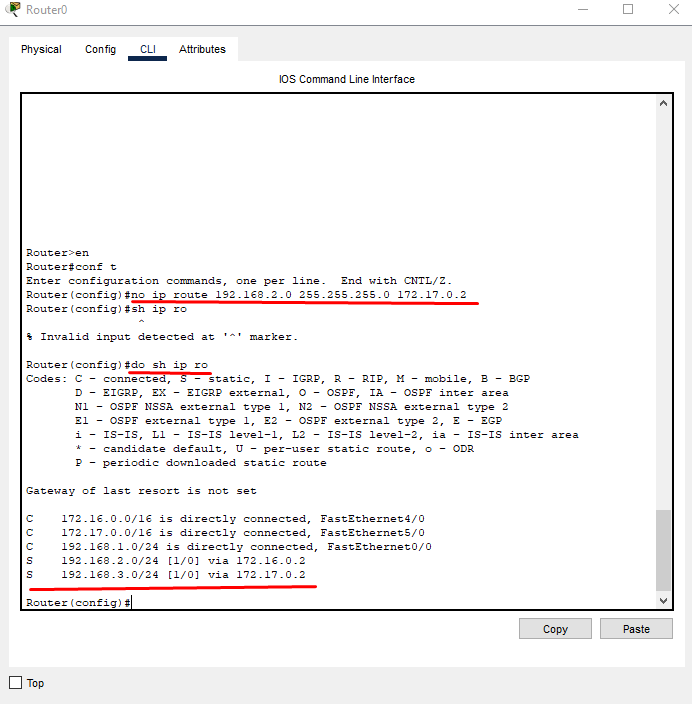 Router0
Physical Config CLI Attributes
IOS Command Line Interface
Router>en
Router#conf t
Enter configuration commands, one per line.  End with CNTL/Z.
Router(config)#no ip route 192.168.2.0 255.255.255.0 172.17.0.2
Router(config)#sh ip ro
^
% Invalid input detected at '^' marker.
Router(config)#do sh ip ro
Codes: C - connected, S - static, I - IGRP, R - RIP, M - mobile, B - BGP
D - EIGRP, EX - EIGRP external, O - OSPF, IA - OSPF inter area
N1 - OSPF NSSA external type 1, N2 - OSPF NSSA external type 2
E1 - OSPF external type 1, E2 - OSPF external type 2, E - EGP
i - IS-IS, L1 - IS-IS level-1, L2 - IS-IS level-2, ia - IS-IS inter area
* - candidate default, U - per-user static route, o - ODR
P - periodic downloaded static route
Gateway of last resort is not set
C    172.16.0.0/16 is directly connected, FastEthernet4/0
C    172.17.0.0/16 is directly connected, FastEthernet5/0
C    192.168.1.0/24 is directly connected, FastEthernet0/0
S    192.168.2.0/24 [1/0] via 172.16.0.2
S    192.168.3.0/24 [1/0] via 172.17.0.2
Router(config)#
Copy Paste
Top